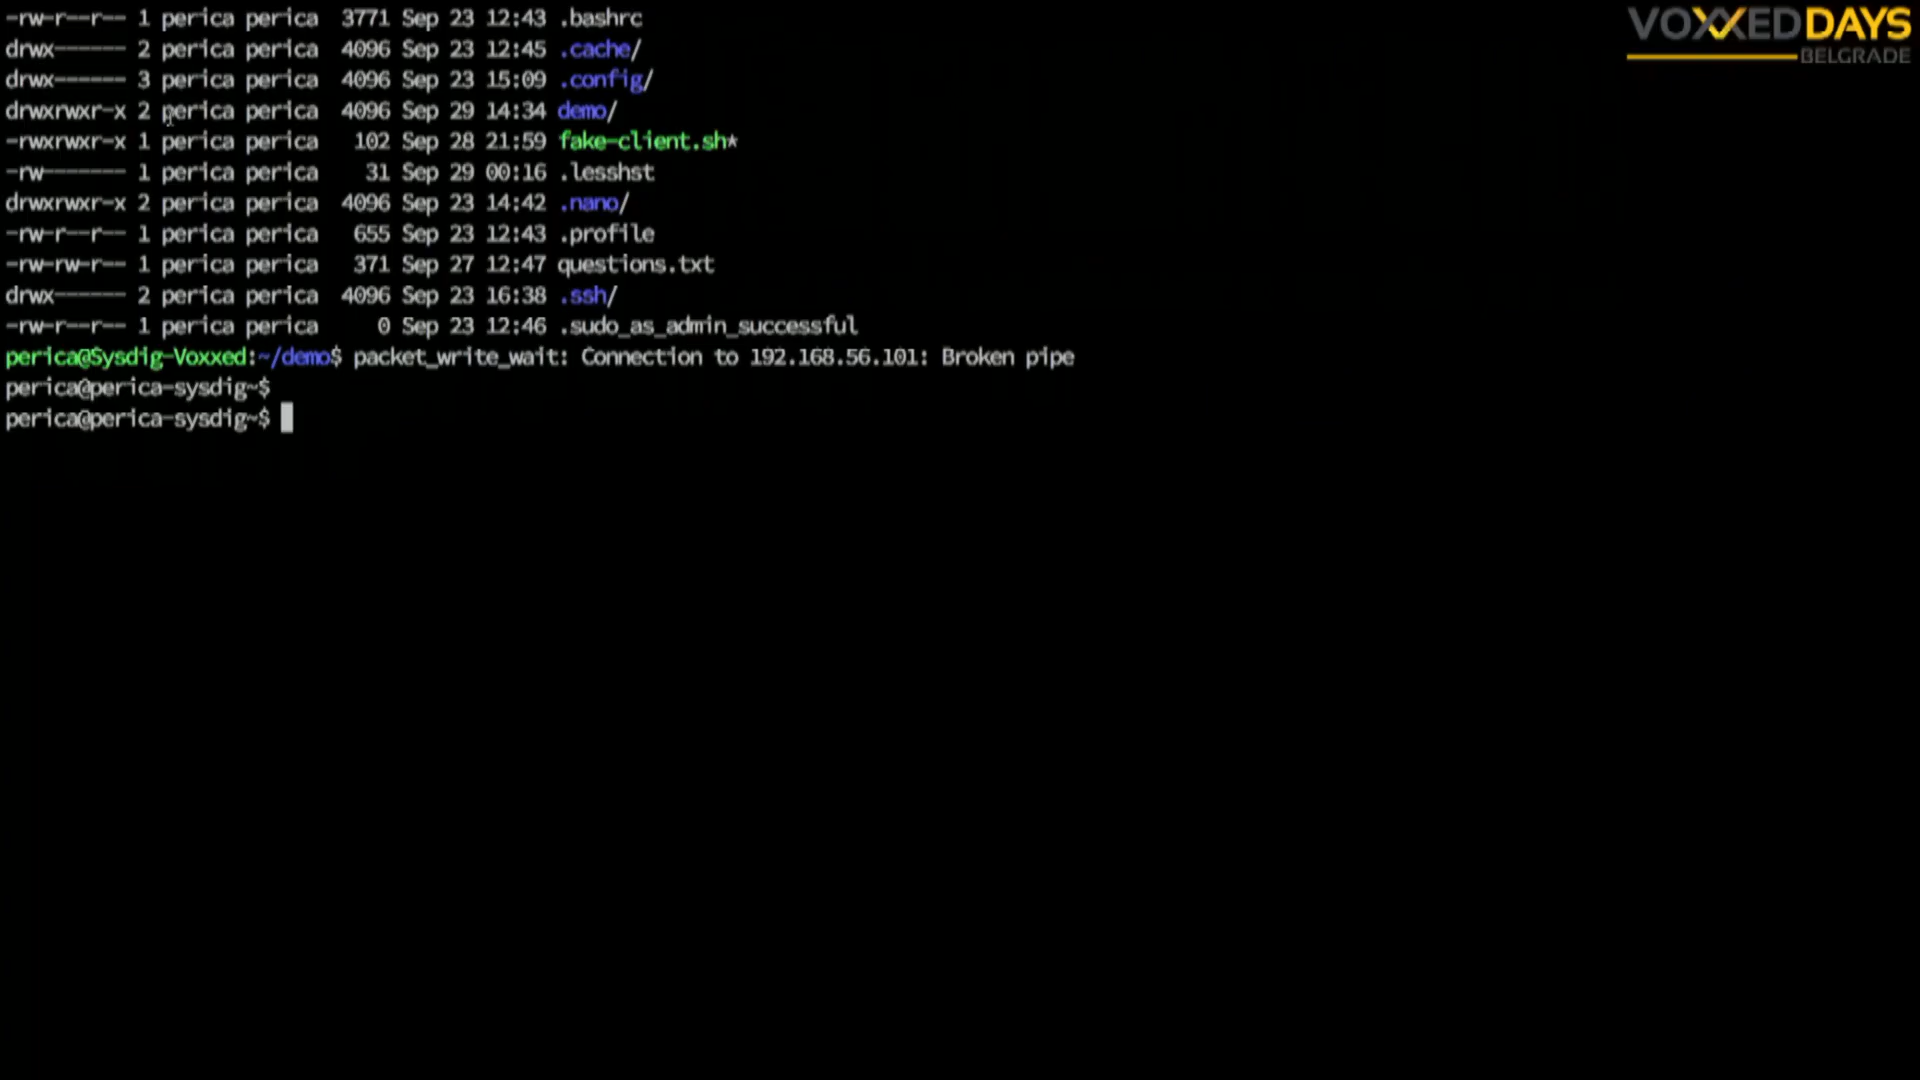 -rw-r--r-- 1 perica perica 3771 Sep 23 12:43 .bashrc
drwx------ 2 perica perica 4096 Sep 23 12:45 .cache/
drwx------ 3 perica perica 4096 Sep 23 15:09 .config/
drwxrwxr-x 2 perica perica 4096 Sep 29 14:34 demo/
-rwxrwxr-x 1 perica perica 102 Sep 28 21:59 fake-client.sh*
-rw------- 1 perica perica 31 Sep 29 00:16 .lesshst
drwxrwxr-x 2 perica perica 4096 Sep 23 14:42 .nano/
-rw-r--r-- 1 perica perica 655 Sep 23 12:43 .profile
-rw-rw-r-- 1 perica perica 371 Sep 27 12:47 questions.txt
drwx------ 2 perica perica 4096 Sep 23 16:38 .ssh/
-rw-r--r-- 1 perica perica 0 Sep 23 12:46 .sudo_as_admin_successful
perica@Sysdig-Voxxed:~/demo$ packet_write_wait: Connection to 192.168.56.101: Broken pipe
perica@perica-sysdig~$
perica@perica-sysdig~$
VOXXED DAYS
BELGRADE